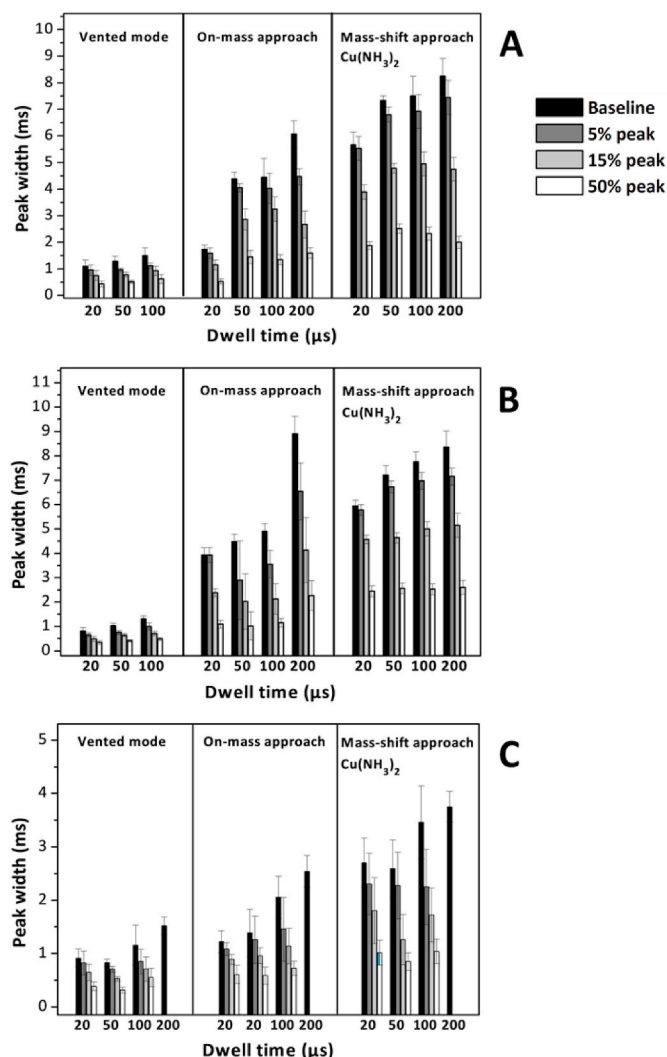 Vented mode
On-mass approach
Mass-shift approach
Cu(NH3)2
A
Baseline
5% peak
15% peak
50% peak
Peak width (ms)
10
9
8
7
6
5
4
3
2
1
0
20 50 100 20 50 100 200 20 50 100 200
Dwell time (µs)
Vented mode
On-mass approach
Mass-shift approach
Cu(NH3)2
B
Peak width (ms)
11
10
9
8
7
6
5
4
3
2
1
0
20 50 100 20 50 100 200 20 50 100 200
Dwell time (µs)
Vented mode
On-mass approach
Mass-shift approach
Cu(NH3)2
C
Peak width (ms)
5
4
3
2
1
0
20 50 100 200 20 20 100 200 20 50 100 200
Dwell time (µs)